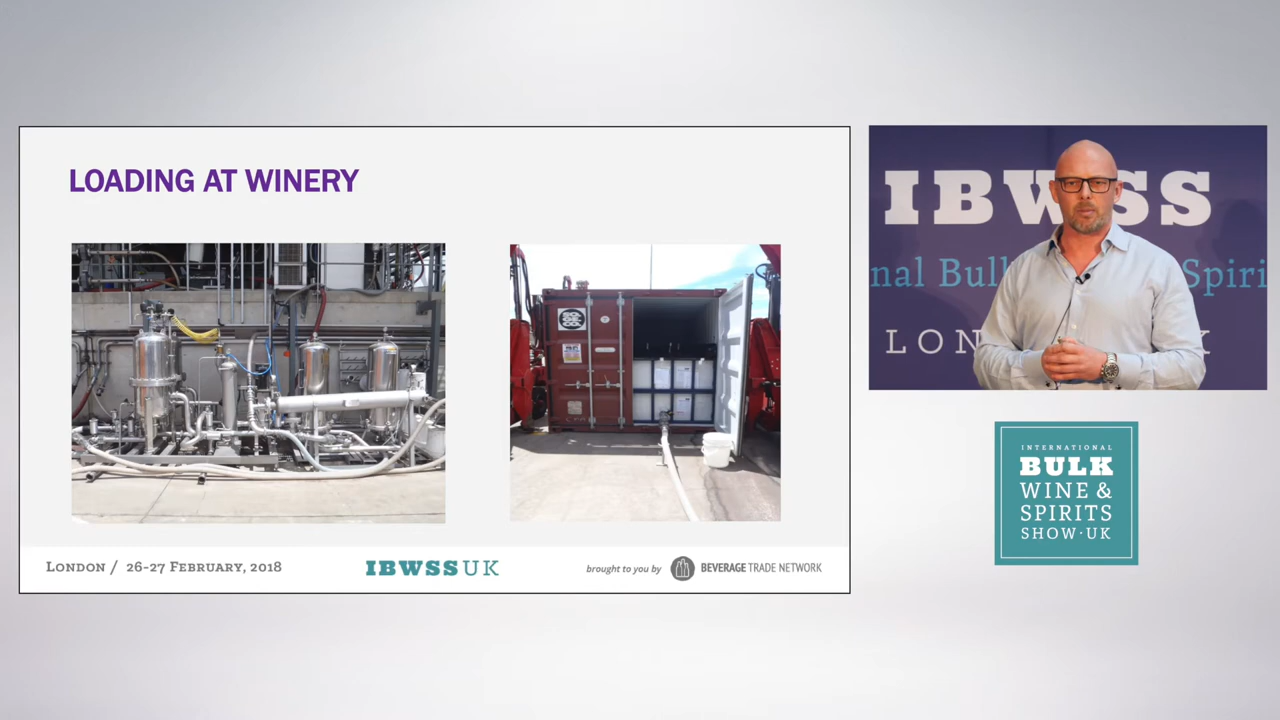 LOADING AT WINERY
LONDON / 26-27 FEBRUARY, 2018
IBWSS UK
brought to you by
BEVERAGE TRADE NETWORK
IBWSS
nal Bul
Spiri
LON
K
INTERNATIONAL
BULK
WINE &
SPIRITS
SHOW·UK